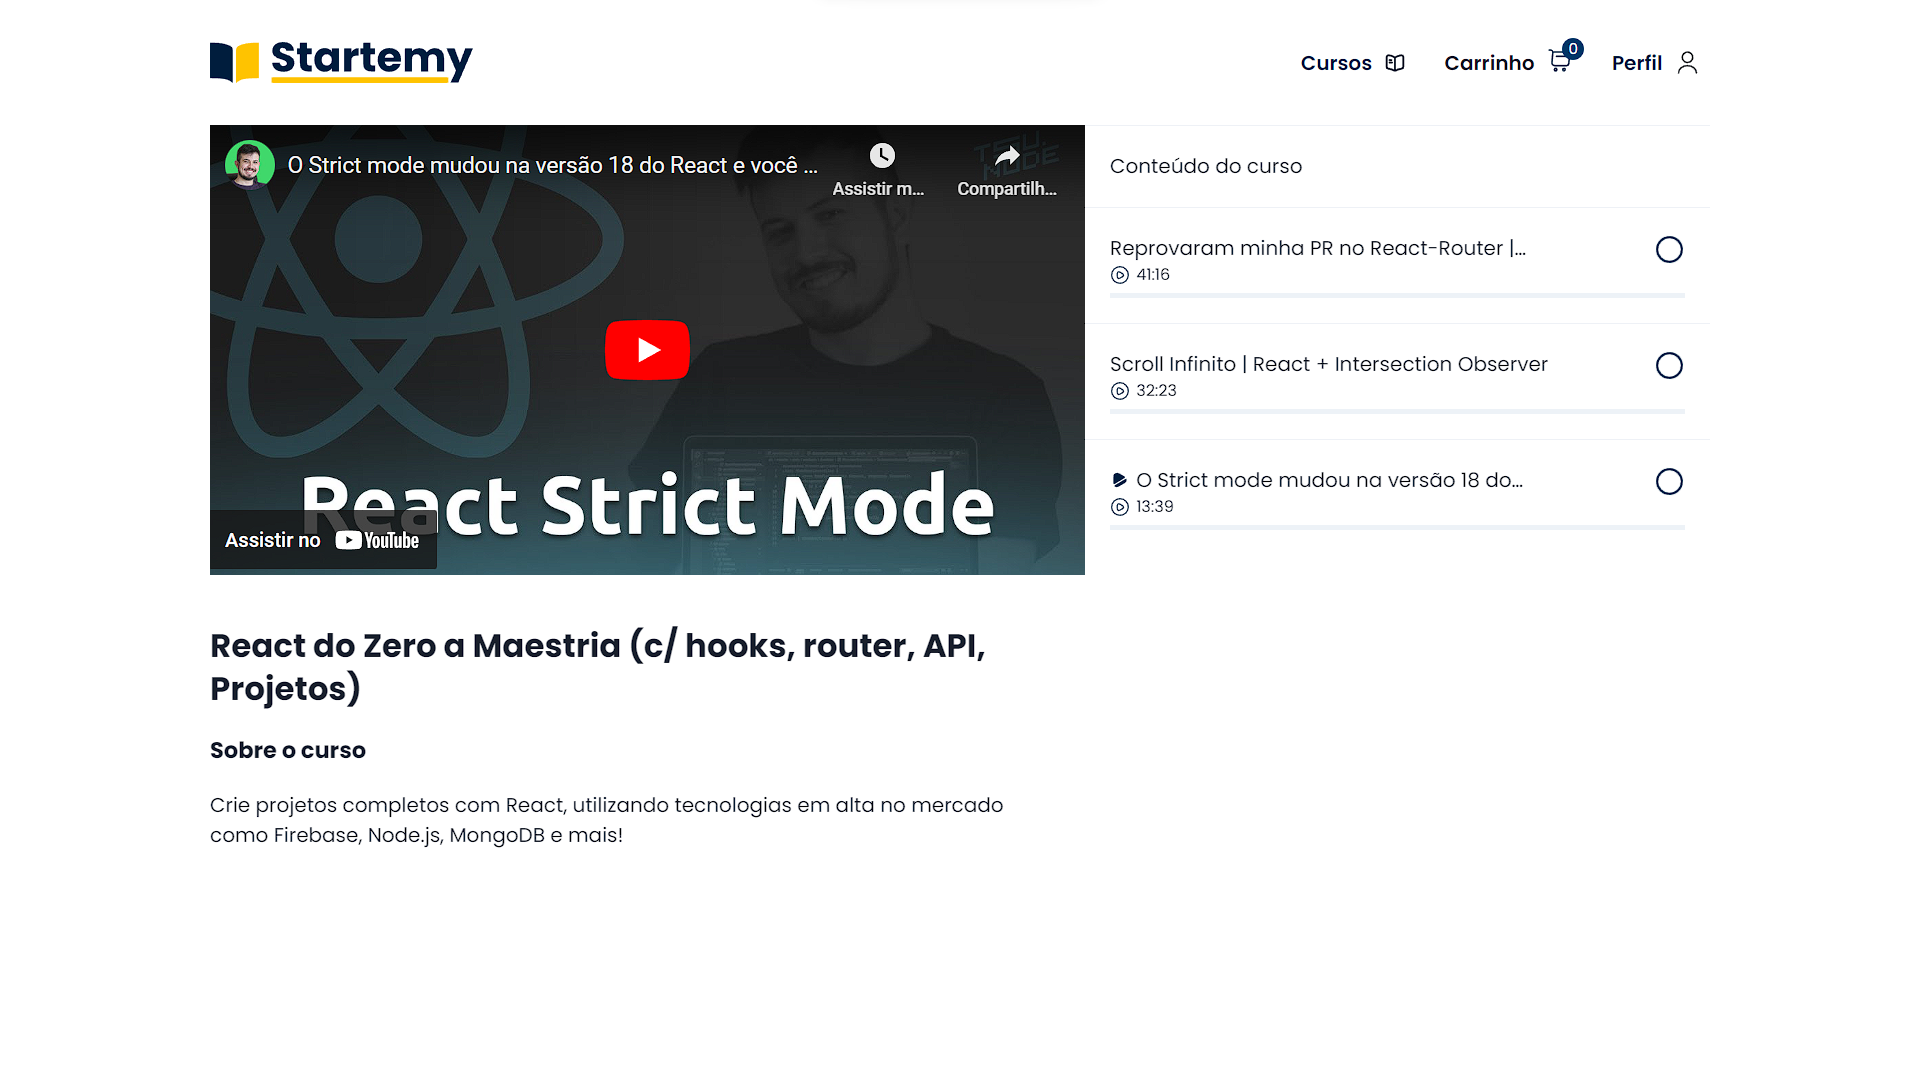 Startemy
Cursos
Carrinho
0
Perfil
O Strict mode mudou na versão 18 do React e você ...
Assistir m...
Compartilh...
React Strict Mode
Assistir no YouTube
Conteúdo do curso
Reprovaram minha PR no React-Router |...
41:16
Scroll Infinito | React + Intersection Observer
32:23
O Strict mode mudou na versão 18 do...
13:39
React do Zero a Maestria (c/ hooks, router, API,
Projetos)
Sobre o curso
Crie projetos completos com React, utilizando tecnologias em alta no mercado
como Firebase, Node.js, MongoDB e mais!